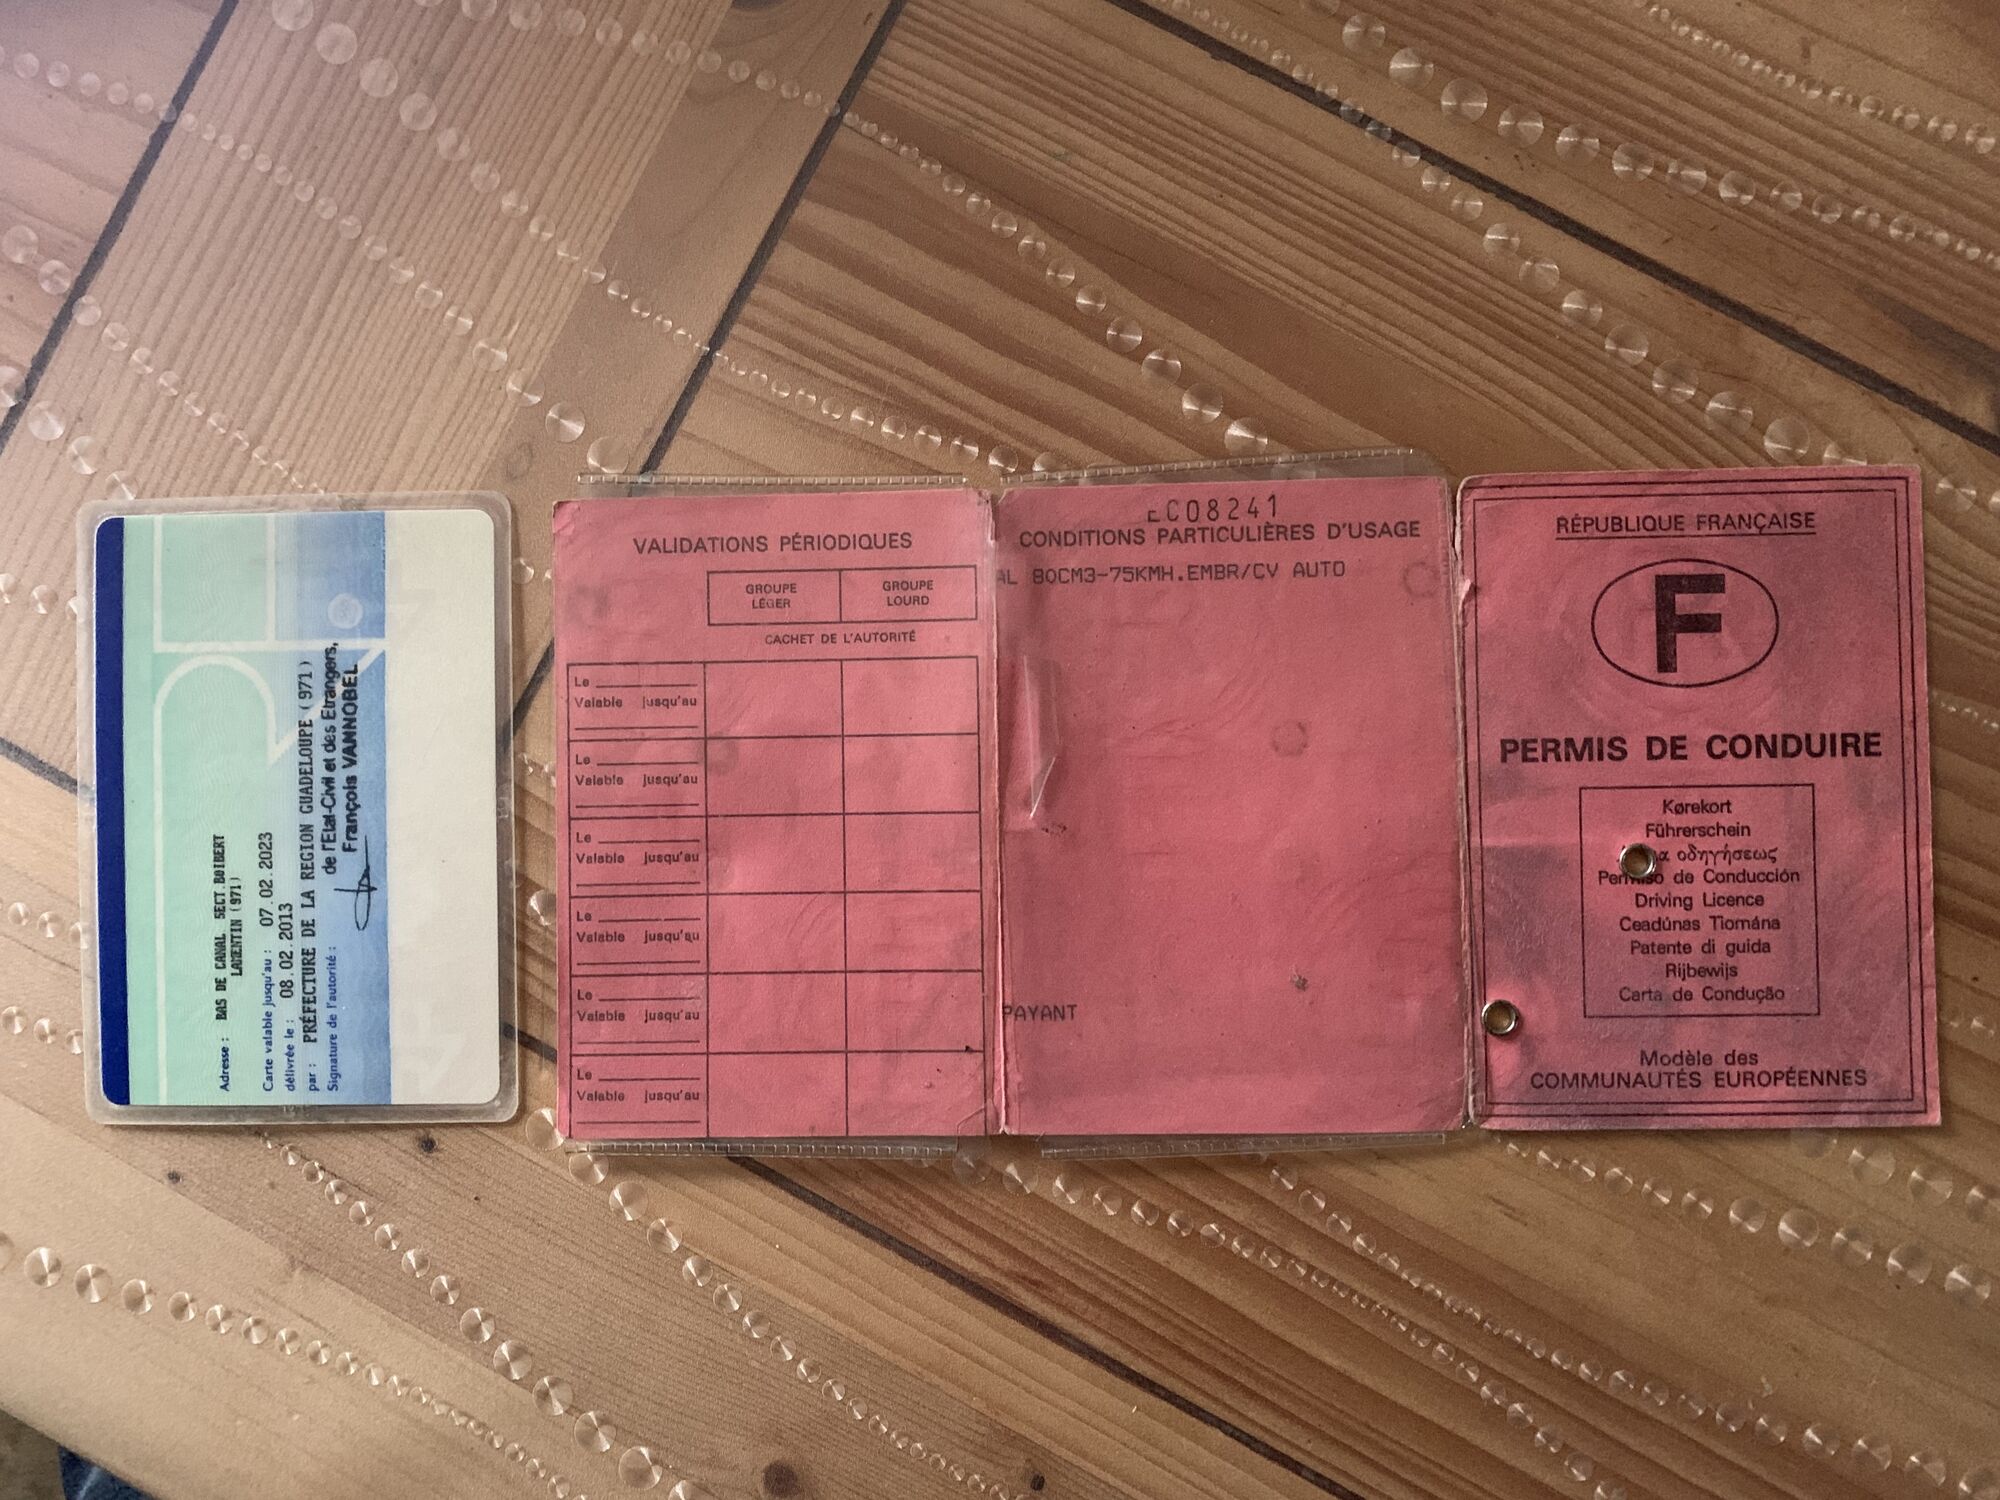 Adresse : BAS DE CANAL SECT.BOIBERT
LAMENTIN (971)
Carte valable jusqu'au : 07.02.2023
délivrée le : 08.02.2013
par : PRÉFECTURE DE LA REGION GUADELOUPE (971)
Signature de l'autorité :
de l'Etat-Civil et des Etrangers,
François VANNOBEL
VALIDATIONS PÉRIODIQUES
GROUPE LÉGER
GROUPE LOURD
CACHET DE L'AUTORITÉ
Le
Valable jusqu'au
Le
Valable jusqu'au
Le
Valable jusqu'au
Le
Valable jusqu'au
Le
Valable jusqu'au
Le
Valable jusqu'au
EC08241
CONDITIONS PARTICULIÈRES D'USAGE
AL 80CM3-75KMH.EMBR/CV AUTO
PAYANT
RÉPUBLIQUE FRANÇAISE
F
PERMIS DE CONDUIRE
Kørekort
Führerschein
οδηγήσεως
Permiso de Conducción
Driving Licence
Ceadúnas Tiomána
Patente di guida
Rijbewijs
Carta de Condução
Modèle des
COMMUNAUTÉS EUROPÉENNES